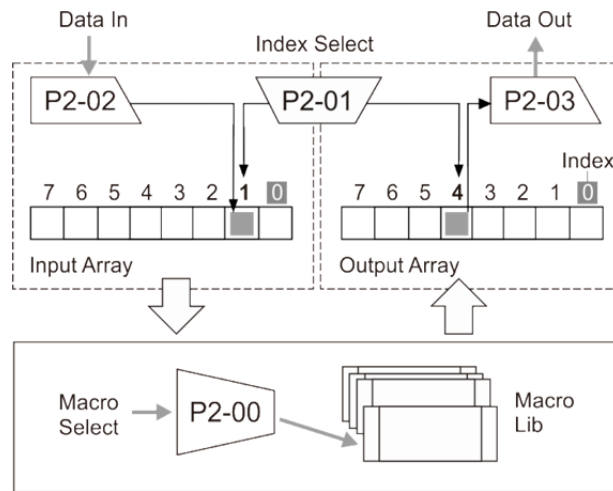 Data In
Index Select
Data Out
P2-02
P2-01
P2-03
Index
7 6 5 4 3 2 1 0
7 6 5 4 3 2 1 0
Input Array
Output Array
Macro
Select
P2-00
Macro
Lib